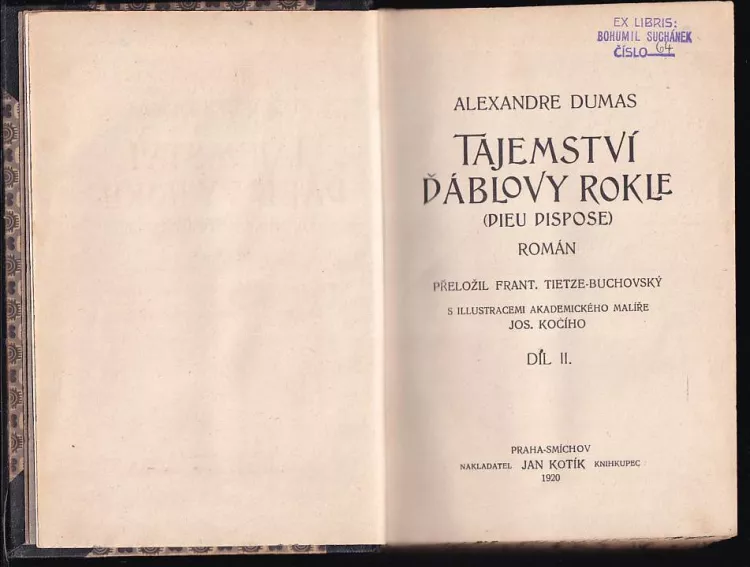 EX LIBRIS:
BOHUMIL SUCHÁNEK
ČÍSLO 64
ALEXANDRE DUMAS
TAJEMSTVÍ
ĎÁBLOVY ROKLE
(DIEU DISPOSE)
ROMÁN
PŘELOŽIL FRANT. TIETZE-BUCHOVSKÝ
S ILLUSTRACEMI AKADEMICKÉHO MALÍŘE
JOS. KOČÍHO
DÍL II.
PRAHA-SMÍCHOV
NAKLADATEL JAN KOTÍK KNIHKUPEC
1920